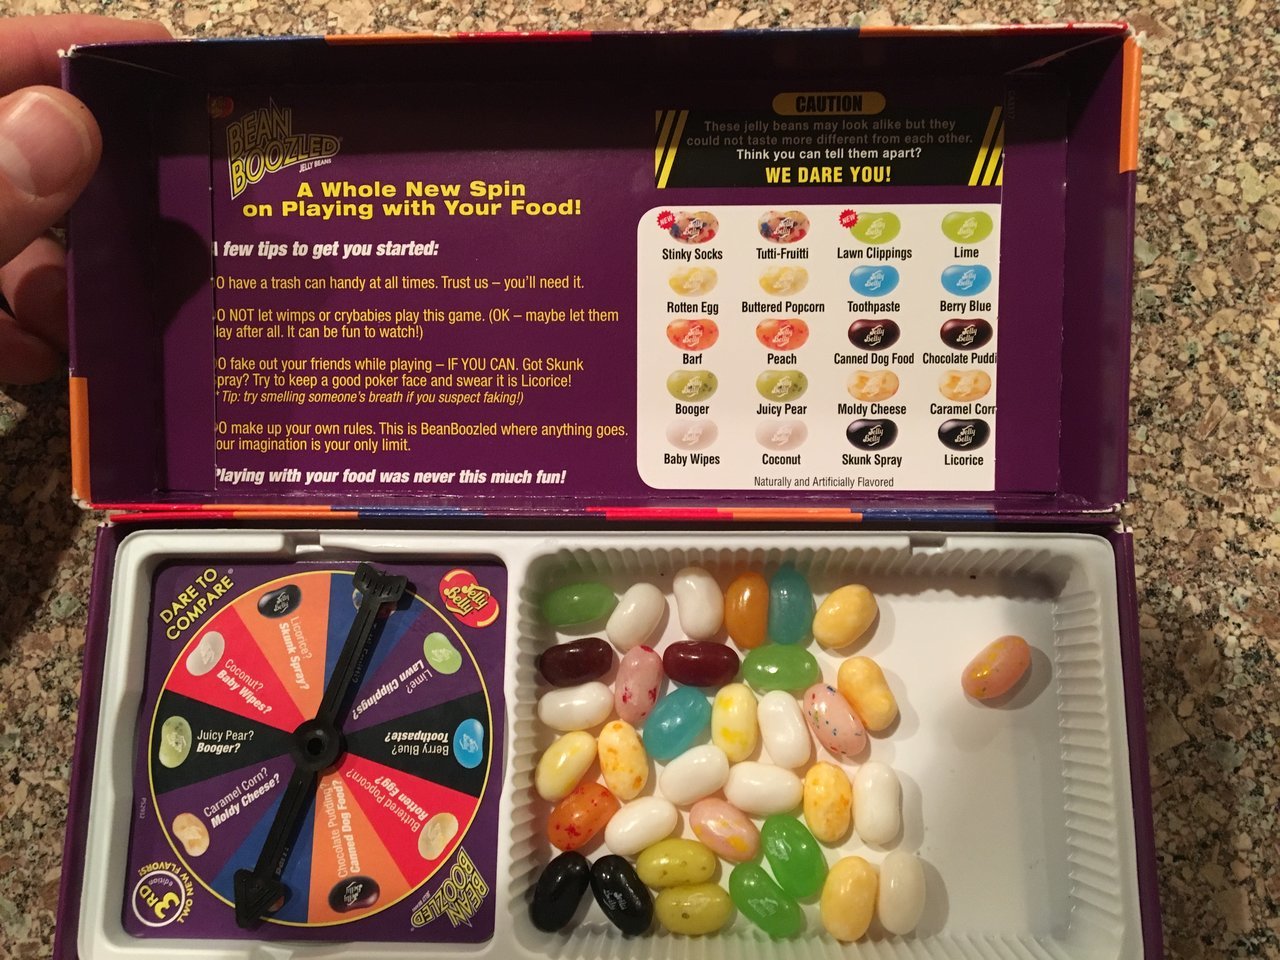 BEAN
BOOZLED
JELLY BEANS
A Whole New Spin
on Playing with Your Food!
few tips to get you started:
O have a trash can handy at all times. Trust us – you'll need it.
O NOT let wimps or crybabies play this game. (OK – maybe let them
lay after all. It can be fun to watch!)
O fake out your friends while playing – IF YOU CAN. Got Skunk
pray? Try to keep a good poker face and swear it is Licorice!
* Tip: try smelling someone's breath if you suspect faking!)
O make up your own rules. This is BeanBoozled where anything goes.
our imagination is your only limit.
Playing with your food was never this much fun!
CAUTION
These jelly beans may look alike but they
could not taste more different from each other.
Think you can tell them apart?
WE DARE YOU!
NEW
NEW
Stinky Socks Tutti-Fruitti Lawn Clippings Lime
Rotten Egg Buttered Popcorn Toothpaste Berry Blue
Barf Peach Canned Dog Food Chocolate Puddi
Booger Juicy Pear Moldy Cheese Caramel Corn
Baby Wipes Coconut Skunk Spray Licorice
Naturally and Artificially Flavored
DARE TO
COMPARE
Jelly
Belly
Licorice?
Skunk Spray?
Lime?
Lawn Clippings?
Coconut?
Baby Wipes?
Berry Blue?
Toothpaste?
Juicy Pear?
Booger?
Buttered Popcorn?
Rotten Egg?
Caramel Corn?
Moldy Cheese?
Chocolate Pudding?
Canned Dog Food?
3RD
edition
TWO NEW FLAVORS!
BEAN
BOOZLED
JELLY BEANS